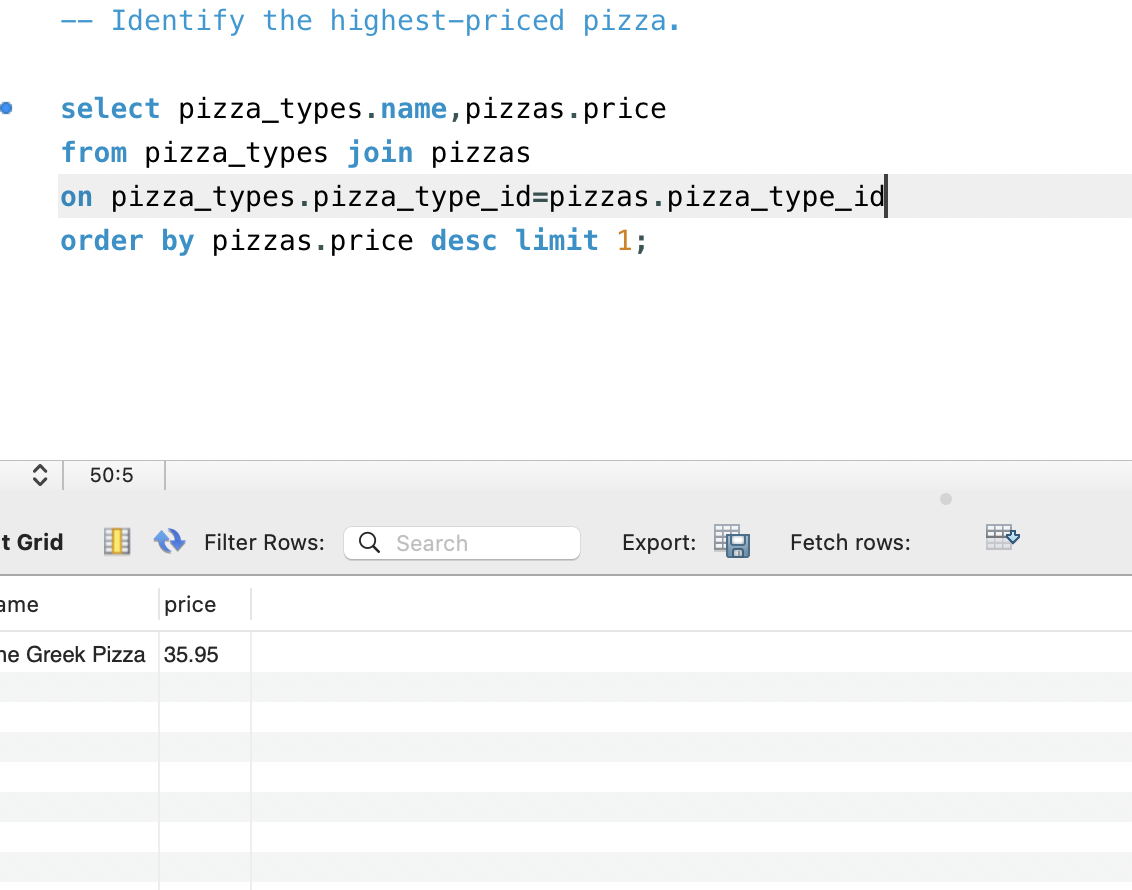 -- Identify the highest-priced pizza.
select pizza_types.name,pizzas.price
from pizza_types join pizzas
on pizza_types.pizza_type_id=pizzas.pizza_type_id
order by pizzas.price desc limit 1;
50:5
t Grid Filter Rows: Search Export: Fetch rows:
ame price
he Greek Pizza 35.95